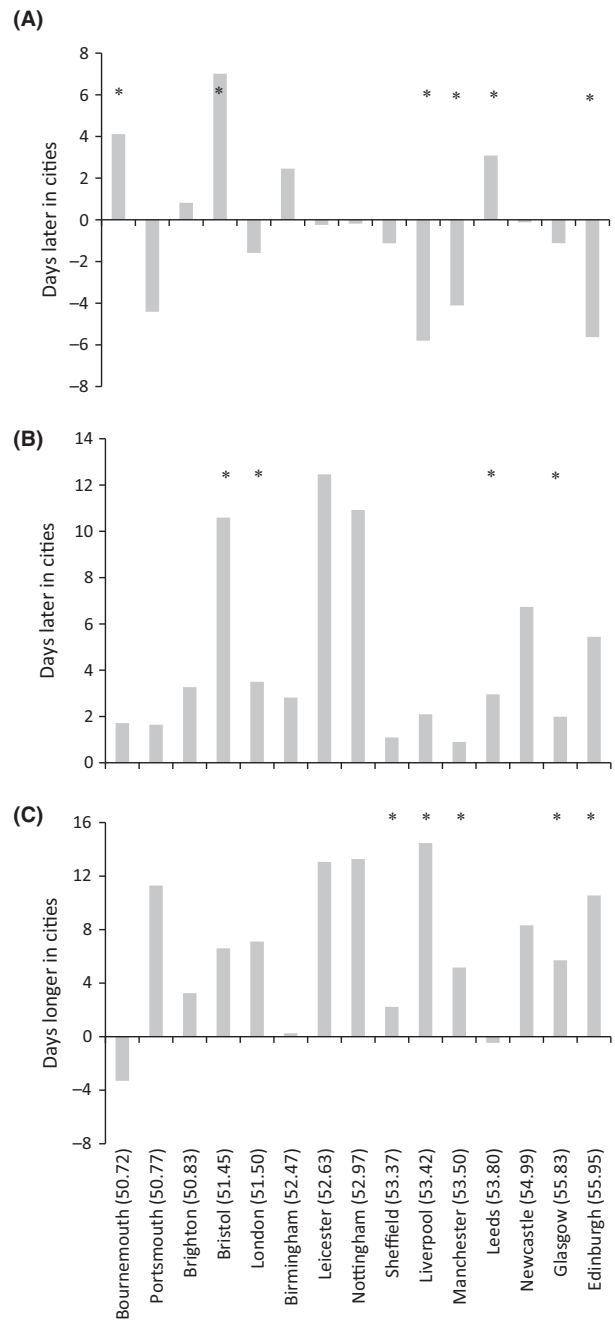 (A)
Days later in cities
8
6
4
2
0
−2
−4
−6
−8
* * * * * *
(B)
Days later in cities
14
12
10
8
6
4
2
0
* * * *
(C)
Days longer in cities
16
12
8
4
0
−4
−8
* * * * *
Bournemouth (50.72)
Portsmouth (50.77)
Brighton (50.83)
Bristol (51.45)
London (51.50)
Birmingham (52.47)
Leicester (52.63)
Nottingham (52.97)
Sheffield (53.37)
Liverpool (53.42)
Manchester (53.50)
Leeds (53.80)
Newcastle (54.99)
Glasgow (55.83)
Edinburgh (55.95)